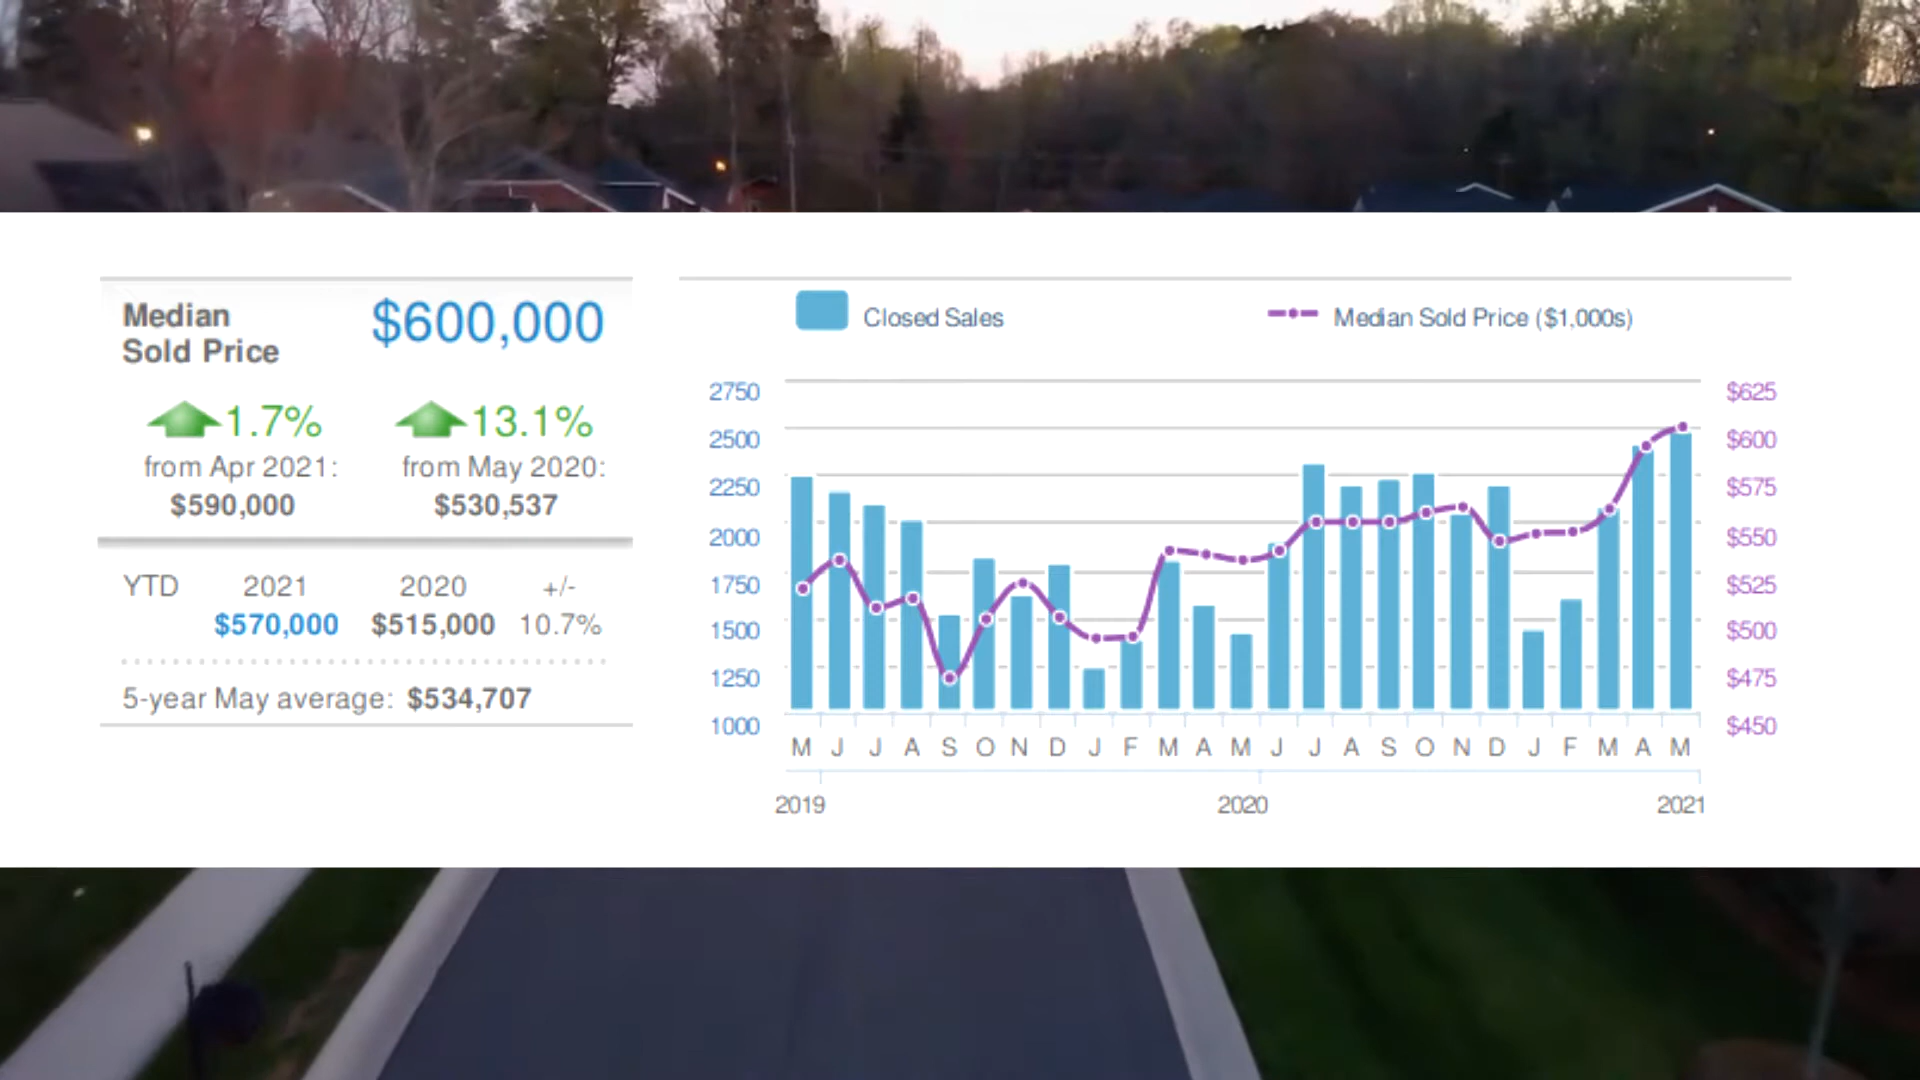 Median
Sold Price
$600,000
1.7%
13.1%
from Apr 2021:
from May 2020:
$590,000
$530,537
YTD 2021 2020 +/-
$570,000 $515,000 10.7%
5-year May average: $534,707
Closed Sales
Median Sold Price ($1,000s)
2750 $625
2500 $600
2250 $575
2000 $550
1750 $525
1500 $500
1250 $475
1000 $450
M J J A S O N D J F M A M J J A S O N D J F M A M
2019 2020 2021